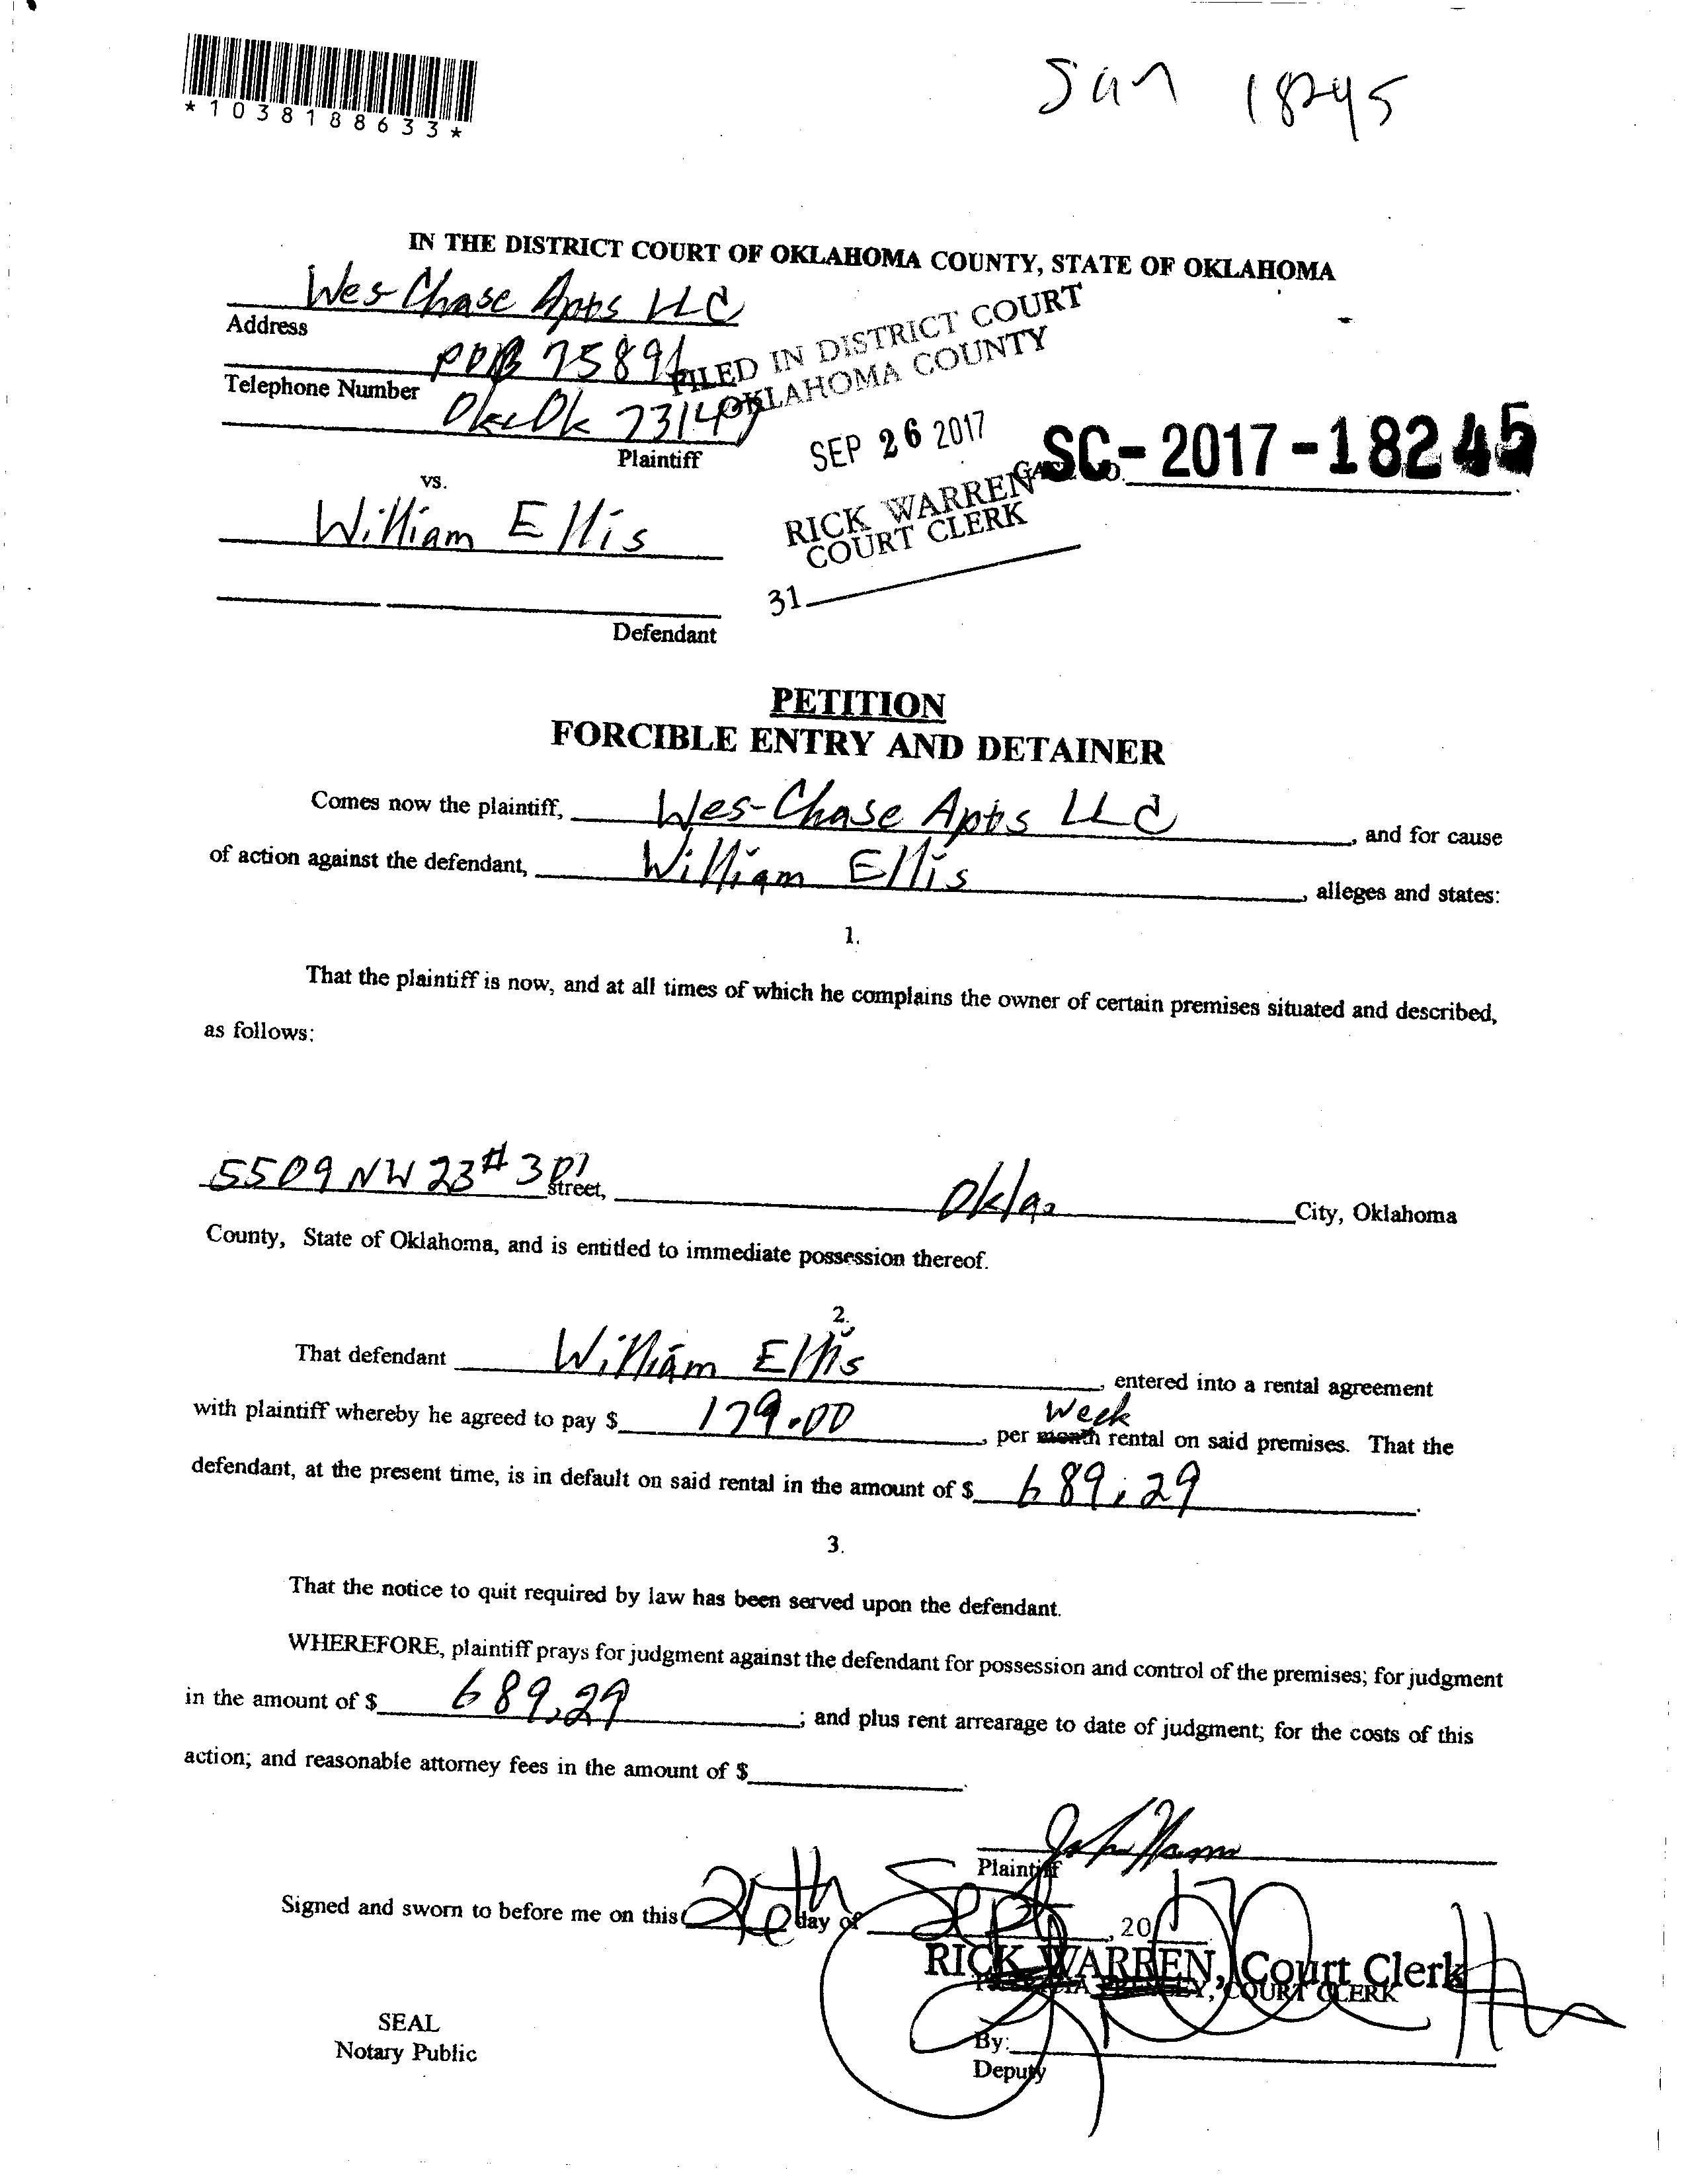 *1038188633*
18245
IN THE DISTRICT COURT OF OKLAHOMA COUNTY, STATE OF OKLAHOMA
Wes-Chase Apts LLC
Address
POB 75891
Telephone Number
Okc Ok 73147
Plaintiff
FILED IN DISTRICT COURT
OKLAHOMA COUNTY
SEP 26 2017
RICK WARREN
COURT CLERK
31
SC-2017-18245
vs.
William Ellis
Defendant
PETITION
FORCIBLE ENTRY AND DETAINER
Comes now the plaintiff, Wes-Chase Apts LLC, and for cause
of action against the defendant, William Ellis, alleges and states:
1.
That the plaintiff is now, and at all times of which he complains the owner of certain premises situated and described,
as follows:
5509 NW 23 # 301 street, Okla. City, Oklahoma
County, State of Oklahoma, and is entitled to immediate possession thereof.
2.
That defendant William Ellis, entered into a rental agreement
Week
with plaintiff whereby he agreed to pay $ 179.00, per month rental on said premises. That the
defendant, at the present time, is in default on said rental in the amount of $ 689.29.
3.
That the notice to quit required by law has been served upon the defendant.
WHEREFORE, plaintiff prays for judgment against the defendant for possession and control of the premises; for judgment
in the amount of $ 689.29; and plus rent arrearage to date of judgment; for the costs of this
action; and reasonable attorney fees in the amount of $ .
Plaintiff
Signed and sworn to before me on this 26th day of Sept, 2017
RICK WARREN, Court Clerk
COURT CLERK
SEAL
Notary Public
By:
Deputy